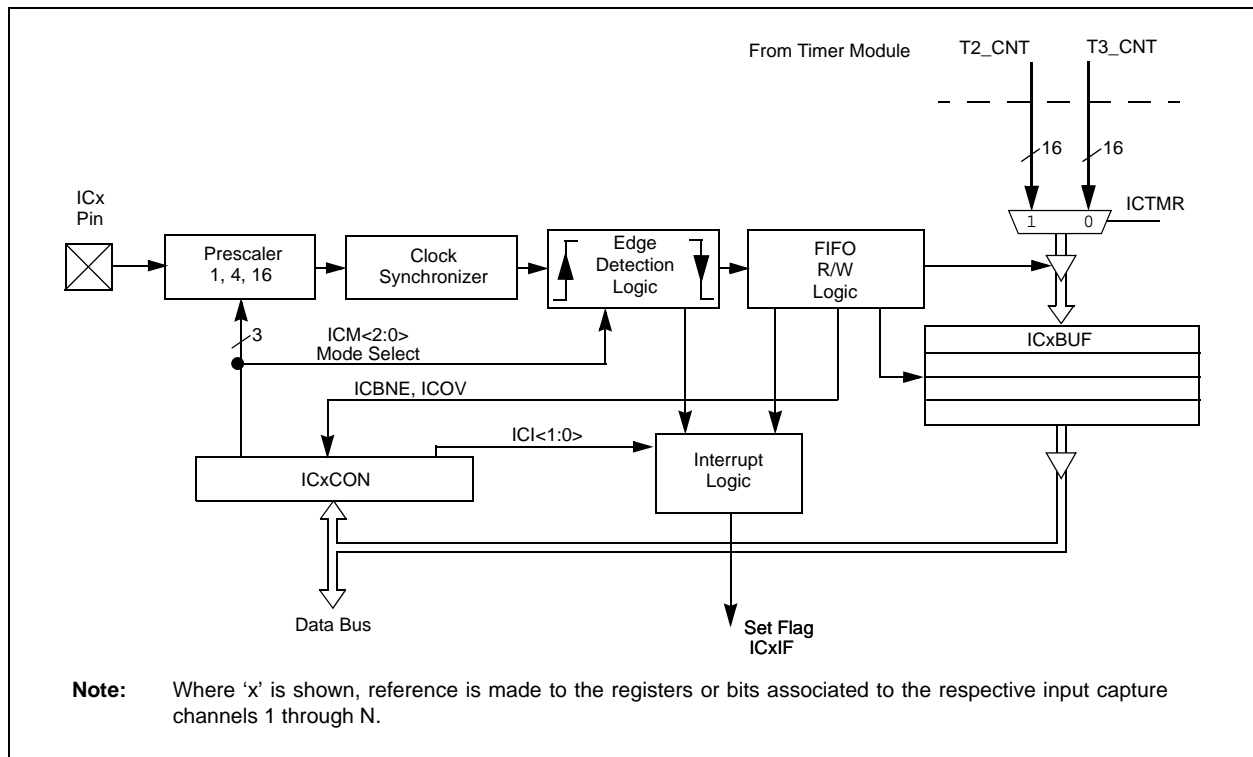 From Timer Module
T2_CNT
T3_CNT
16
16
ICx
Pin
1
0
ICTMR
Prescaler
1, 4, 16
Clock
Synchronizer
Edge
Detection
Logic
FIFO
R/W
Logic
3
ICM<2:0>
Mode Select
ICxBUF
ICBNE, ICOV
ICI<1:0>
ICxCON
Interrupt
Logic
Data Bus
Set Flag
ICxIF
Note: Where ‘x’ is shown, reference is made to the registers or bits associated to the respective input capture
channels 1 through N.